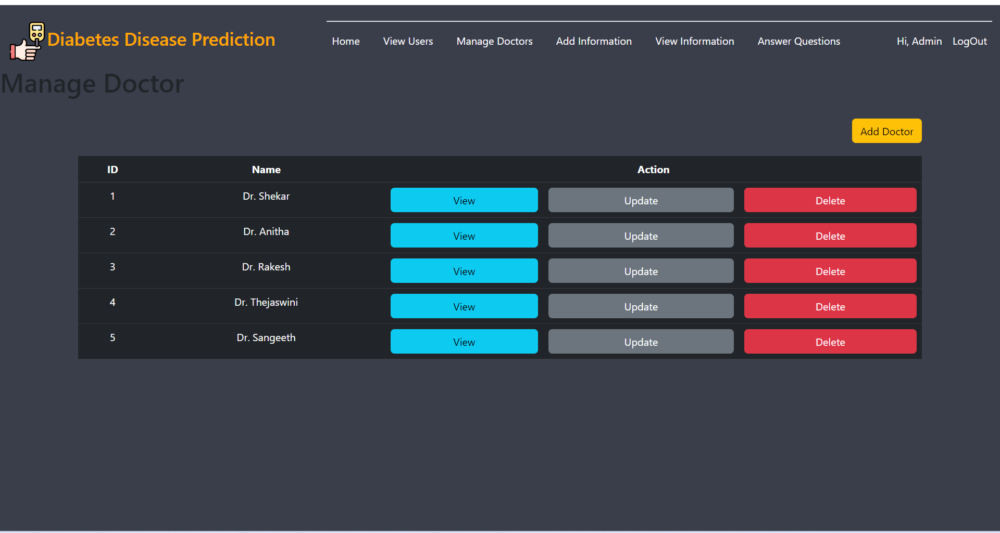 Diabetes Disease Prediction
Home View Users Manage Doctors Add Information View Information Answer Questions Hi, Admin LogOut
Manage Doctor
Add Doctor
ID Name Action
1 Dr. Shekar View Update Delete
2 Dr. Anitha View Update Delete
3 Dr. Rakesh View Update Delete
4 Dr. Thejaswini View Update Delete
5 Dr. Sangeeth View Update Delete